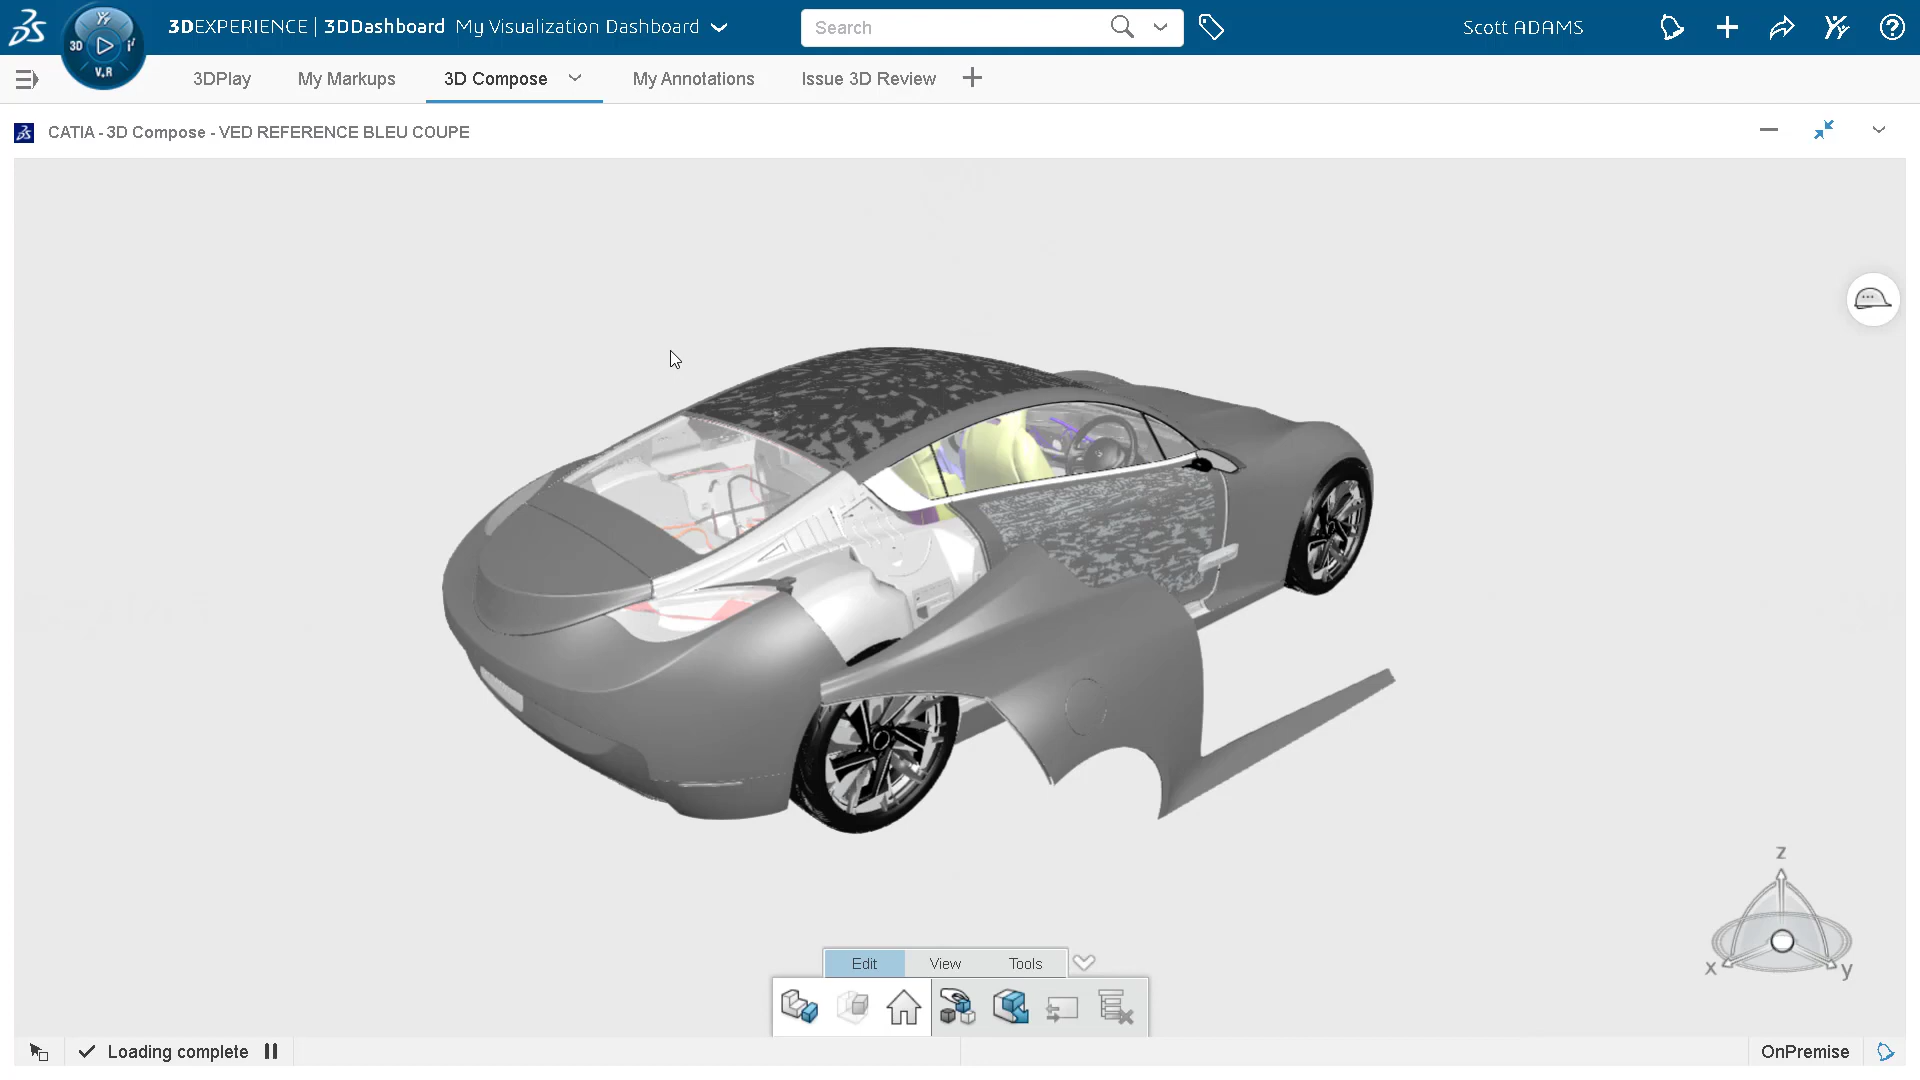 3DEXPERIENCE | 3DDashboard My Visualization Dashboard
Search
Scott ADAMS
3D
V.R
3DPlay
My Markups
3D Compose
My Annotations
Issue 3D Review
CATIA - 3D Compose - VED REFERENCE BLEU COUPE
z
x
y
Edit
View
Tools
Loading complete
OnPremise